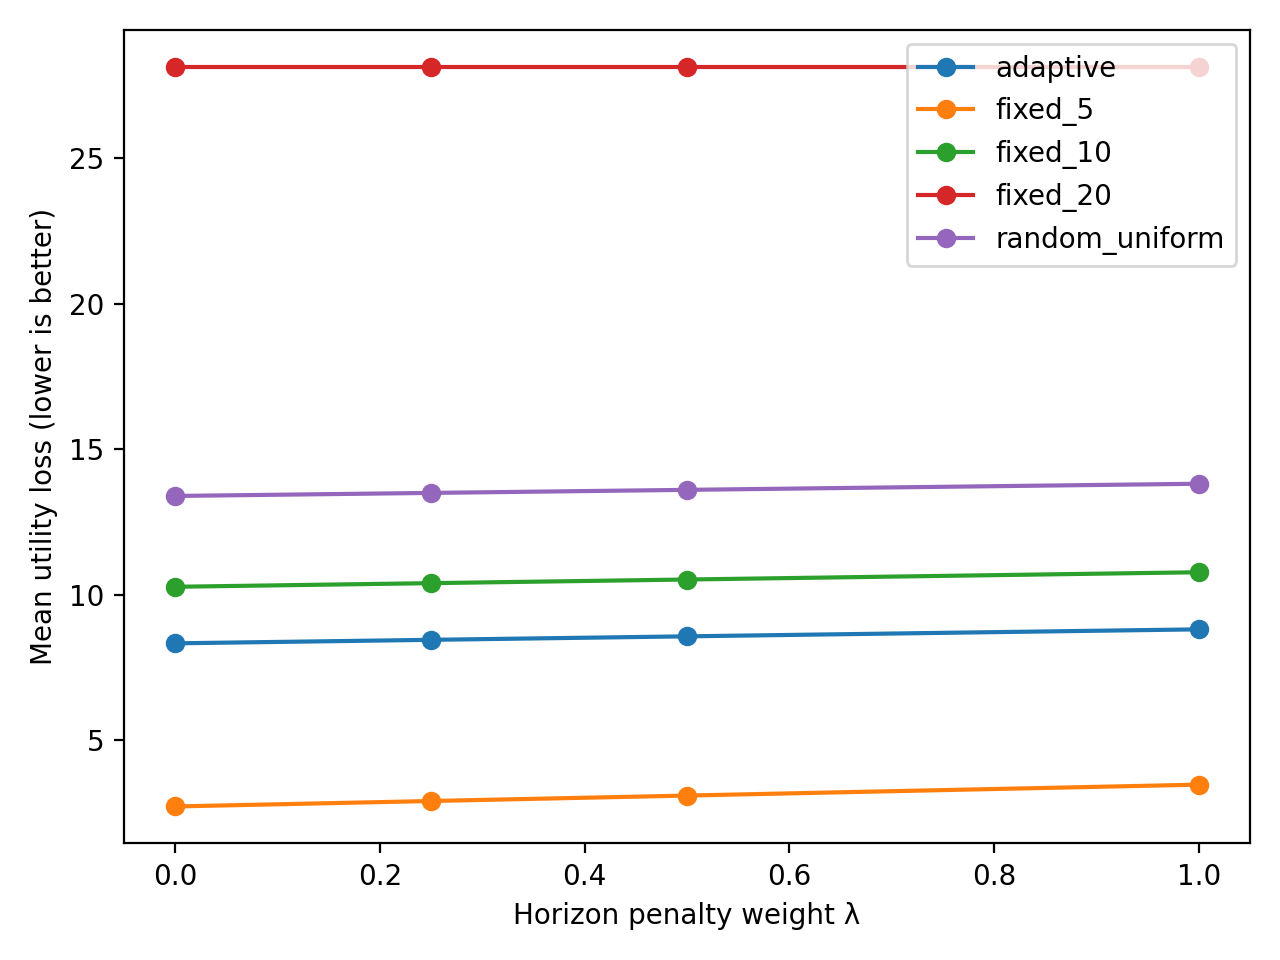 Mean utility loss (lower is better)
25
20
15
10
5
adaptive
fixed_5
fixed_10
fixed_20
random_uniform
0.0 0.2 0.4 0.6 0.8 1.0
Horizon penalty weight λ